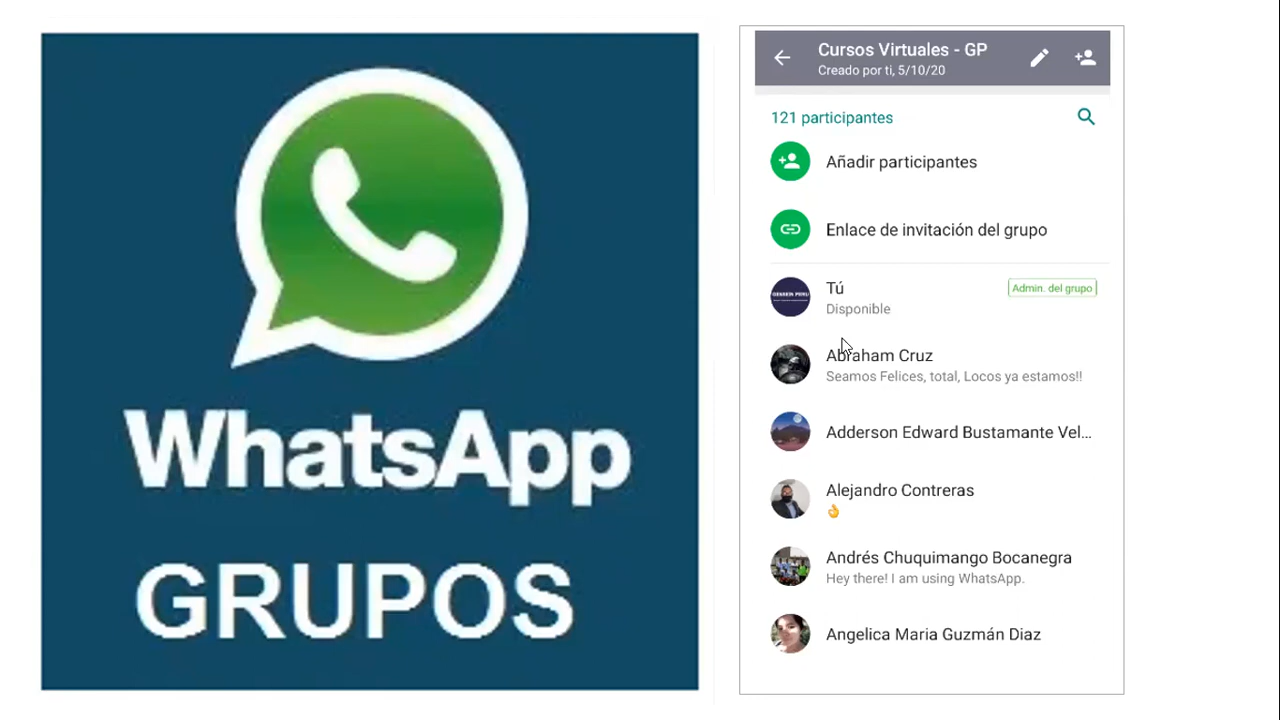 WhatsApp
GRUPOS
Cursos Virtuales - GP
Creado por ti, 5/10/20
121 participantes
Añadir participantes
Enlace de invitación del grupo
Tú
Admin. del grupo
Disponible
Abraham Cruz
Seamos Felices, total, Locos ya estamos!!
Adderson Edward Bustamante Vel...
Alejandro Contreras
👌
Andrés Chuquimango Bocanegra
Hey there! I am using WhatsApp.
Angelica Maria Guzmán Diaz